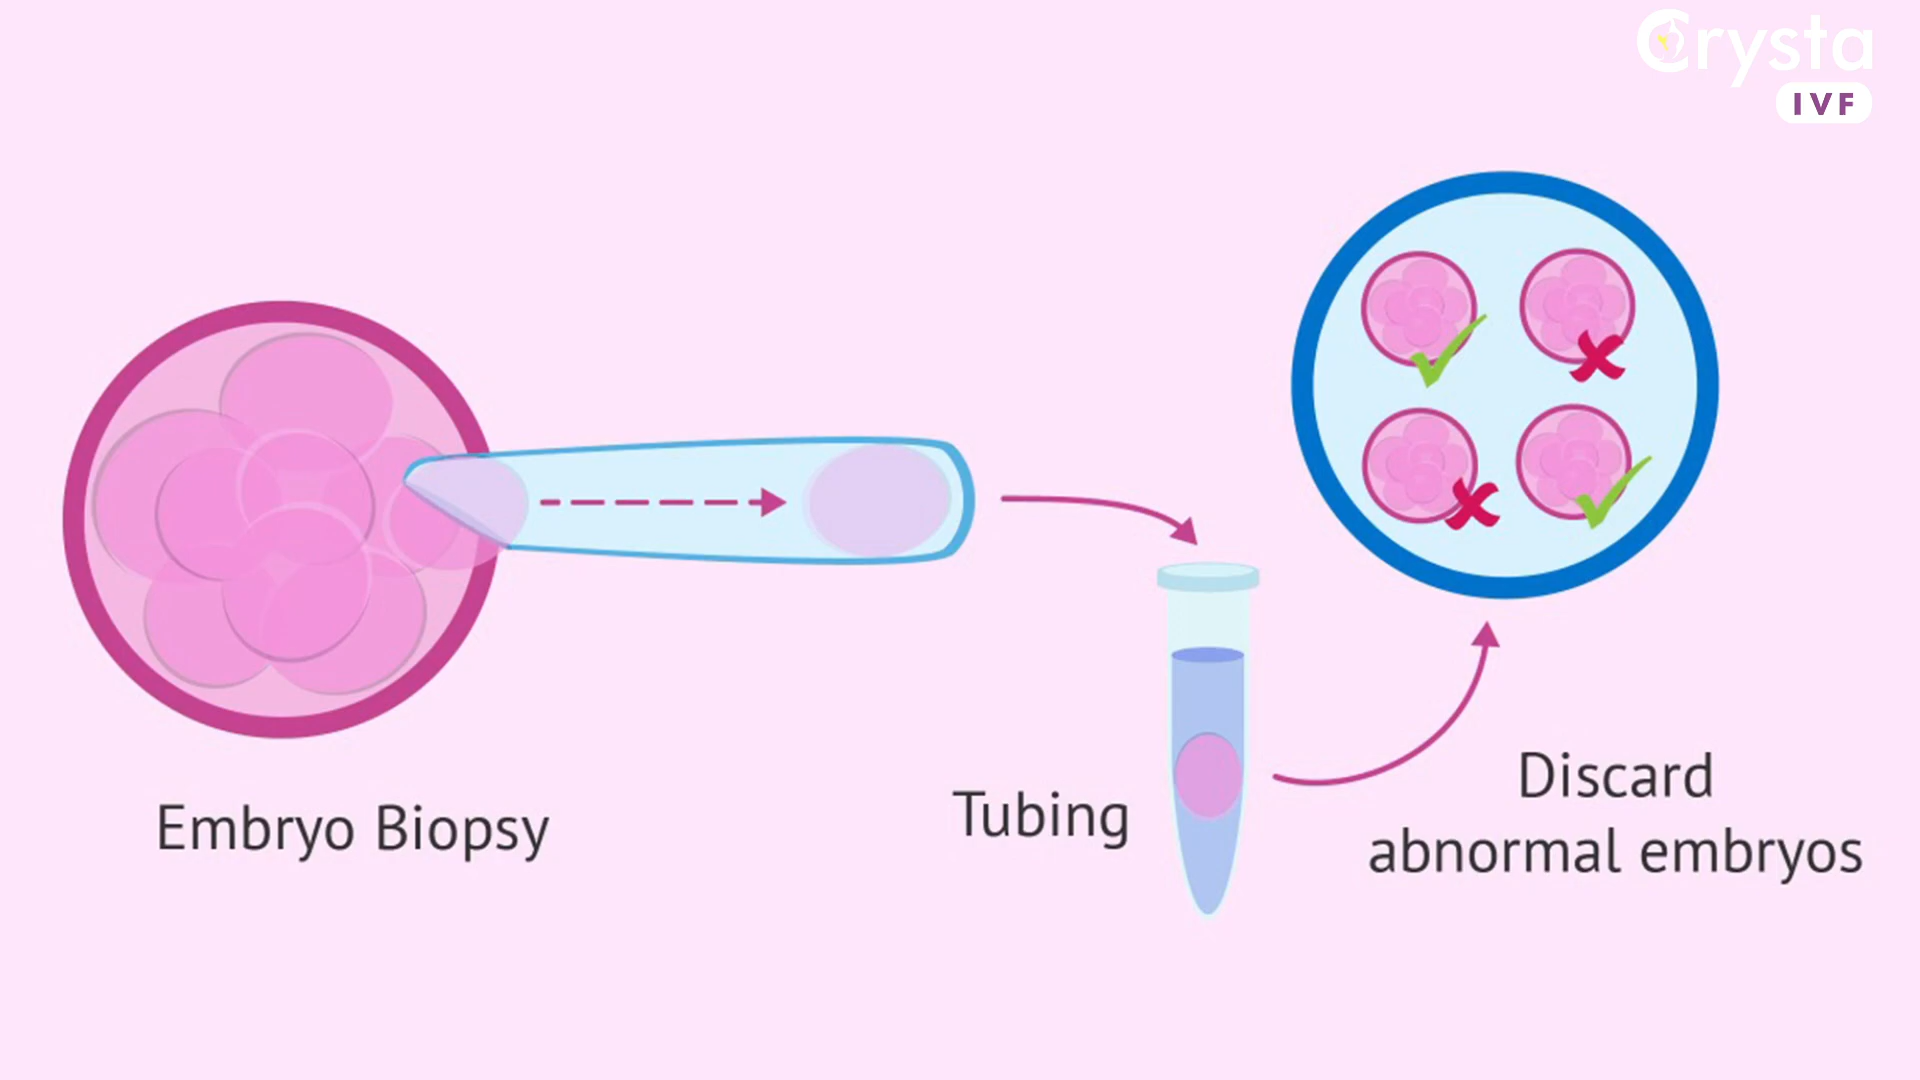 Crysta
IVF
Embryo Biopsy
Tubing
Discard
abnormal embryos